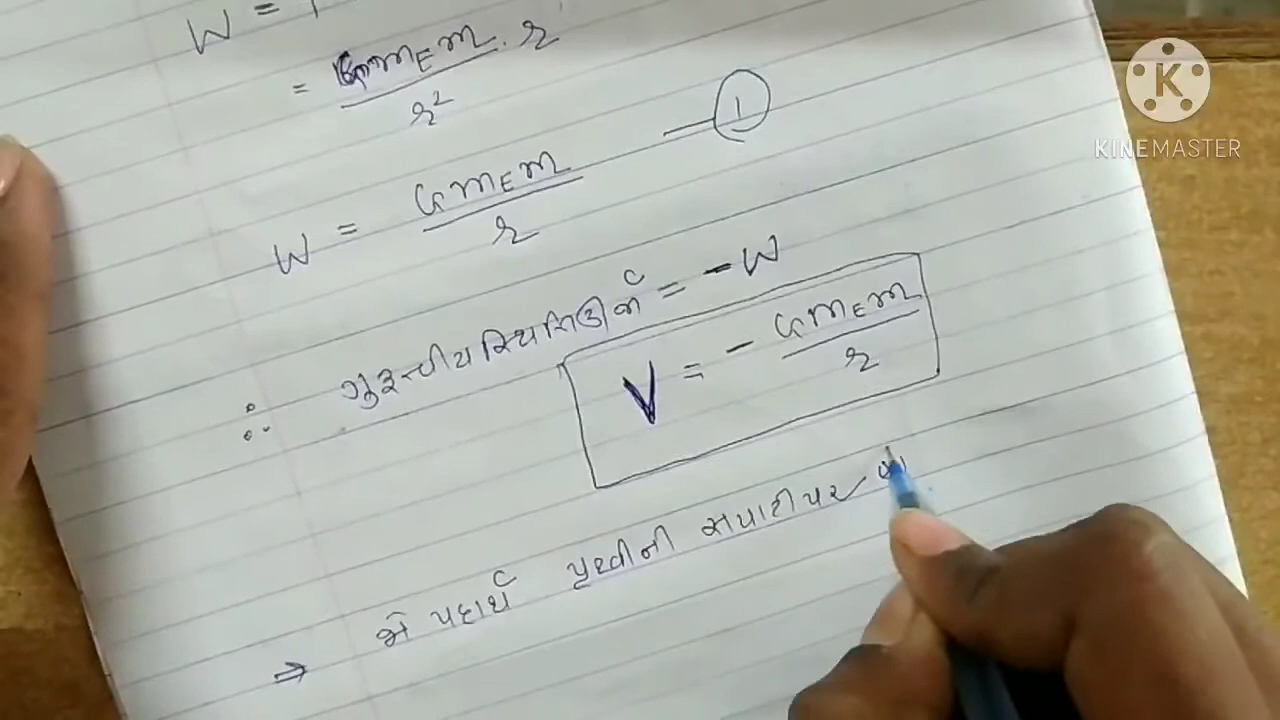 W =
= GMEm . r / r²
W = GMEm / r — ①
∴ ગુરુત્વીય સ્થિતિઊર્જા = - W
V = - GMEm / r
⇒ જો પદાર્થ પૃથ્વીની સપાટી પર
K
KINEMASTER